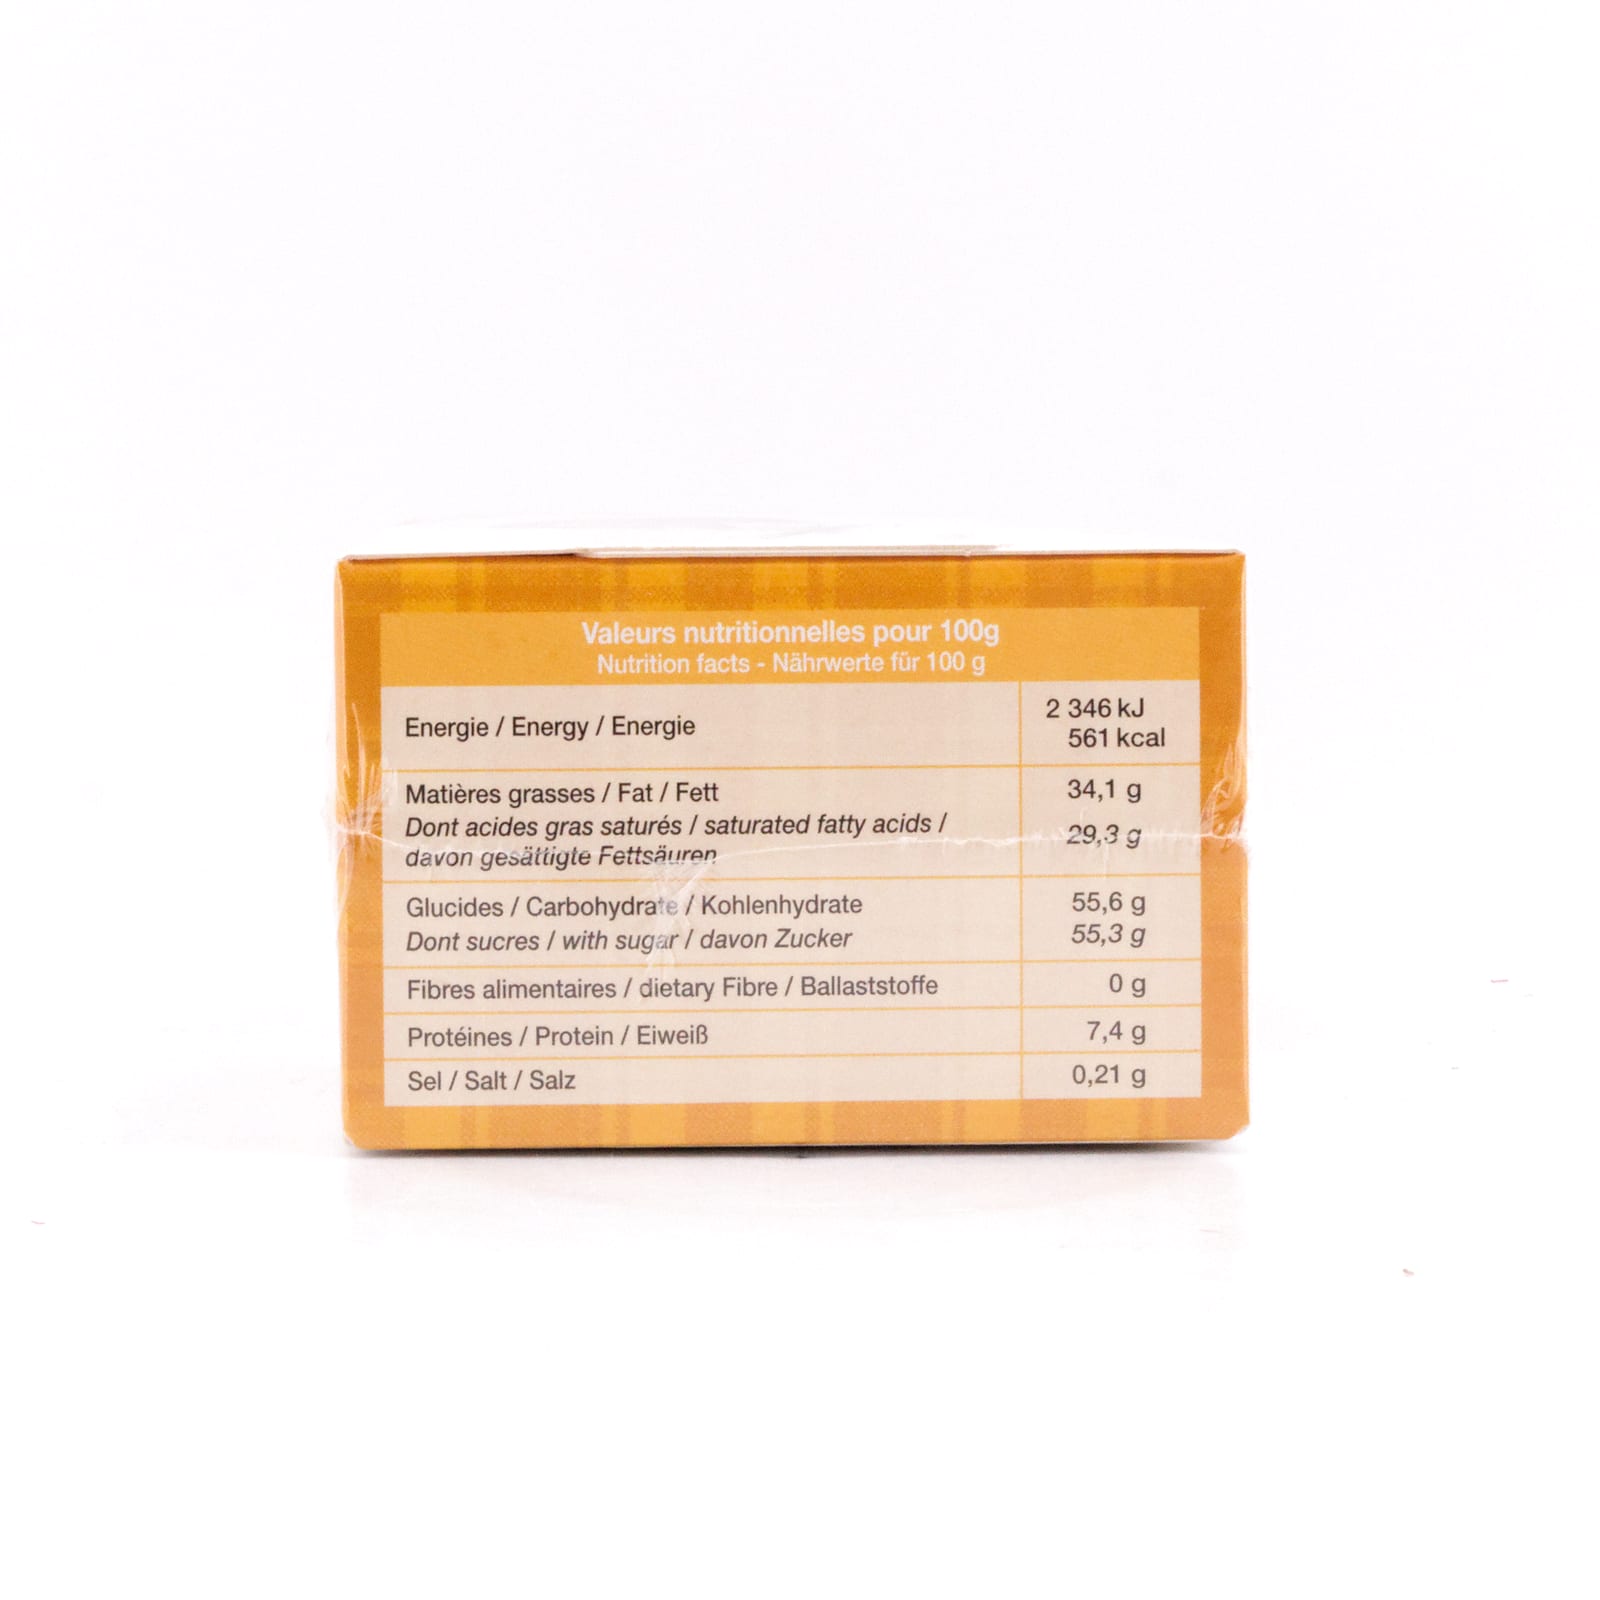 Valeurs nutritionnelles pour 100g
Nutrition facts - Nährwerte für 100 g
Energie / Energy / Energie 2 346 kJ
561 kcal
Matières grasses / Fat / Fett 34,1 g
Dont acides gras saturés / saturated fatty acids /
davon gesättigte Fettsäuren 29,3 g
Glucides / Carbohydrate / Kohlenhydrate 55,6 g
Dont sucres / with sugar / davon Zucker 55,3 g
Fibres alimentaires / dietary Fibre / Ballaststoffe 0 g
Protéines / Protein / Eiweiß 7,4 g
Sel / Salt / Salz 0,21 g